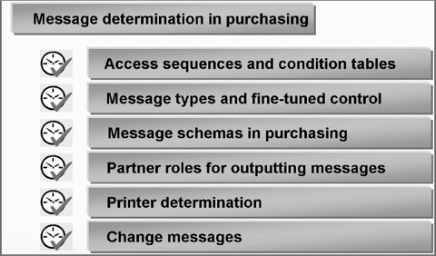 Message determination in purchasing
Access sequences and condition tables
Message types and fine-tuned control
Message schemas in purchasing
Partner roles for outputting messages
Printer determination
Change messages